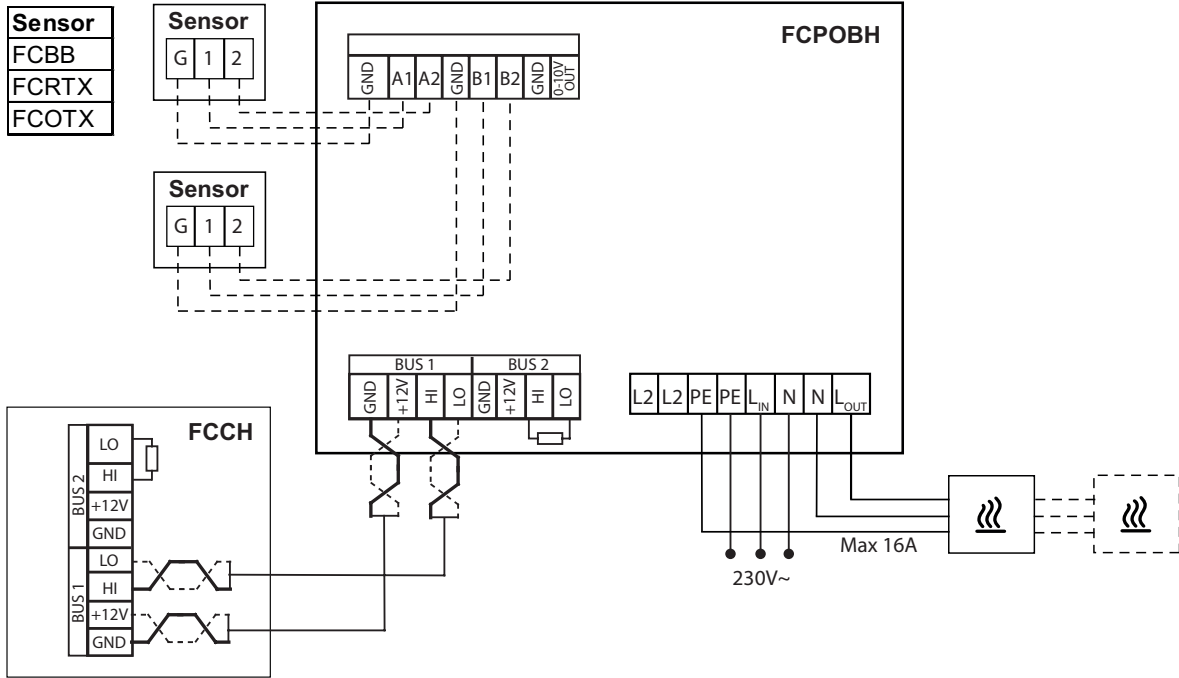 Sensor
FCBB
FCRTX
FCOTX
Sensor
G 1 2
Sensor
G 1 2
FCPOBH
GND A1 A2 GND B1 B2 GND 0-10V OUT
BUS 1 BUS 2
GND +12V HI LO GND +12V HI LO
L2 L2 PE PE LIN N N LOUT
FCCH
BUS 2
LO
HI
+12V
GND
BUS 1
LO
HI
+12V
GND
Max 16A
230V~